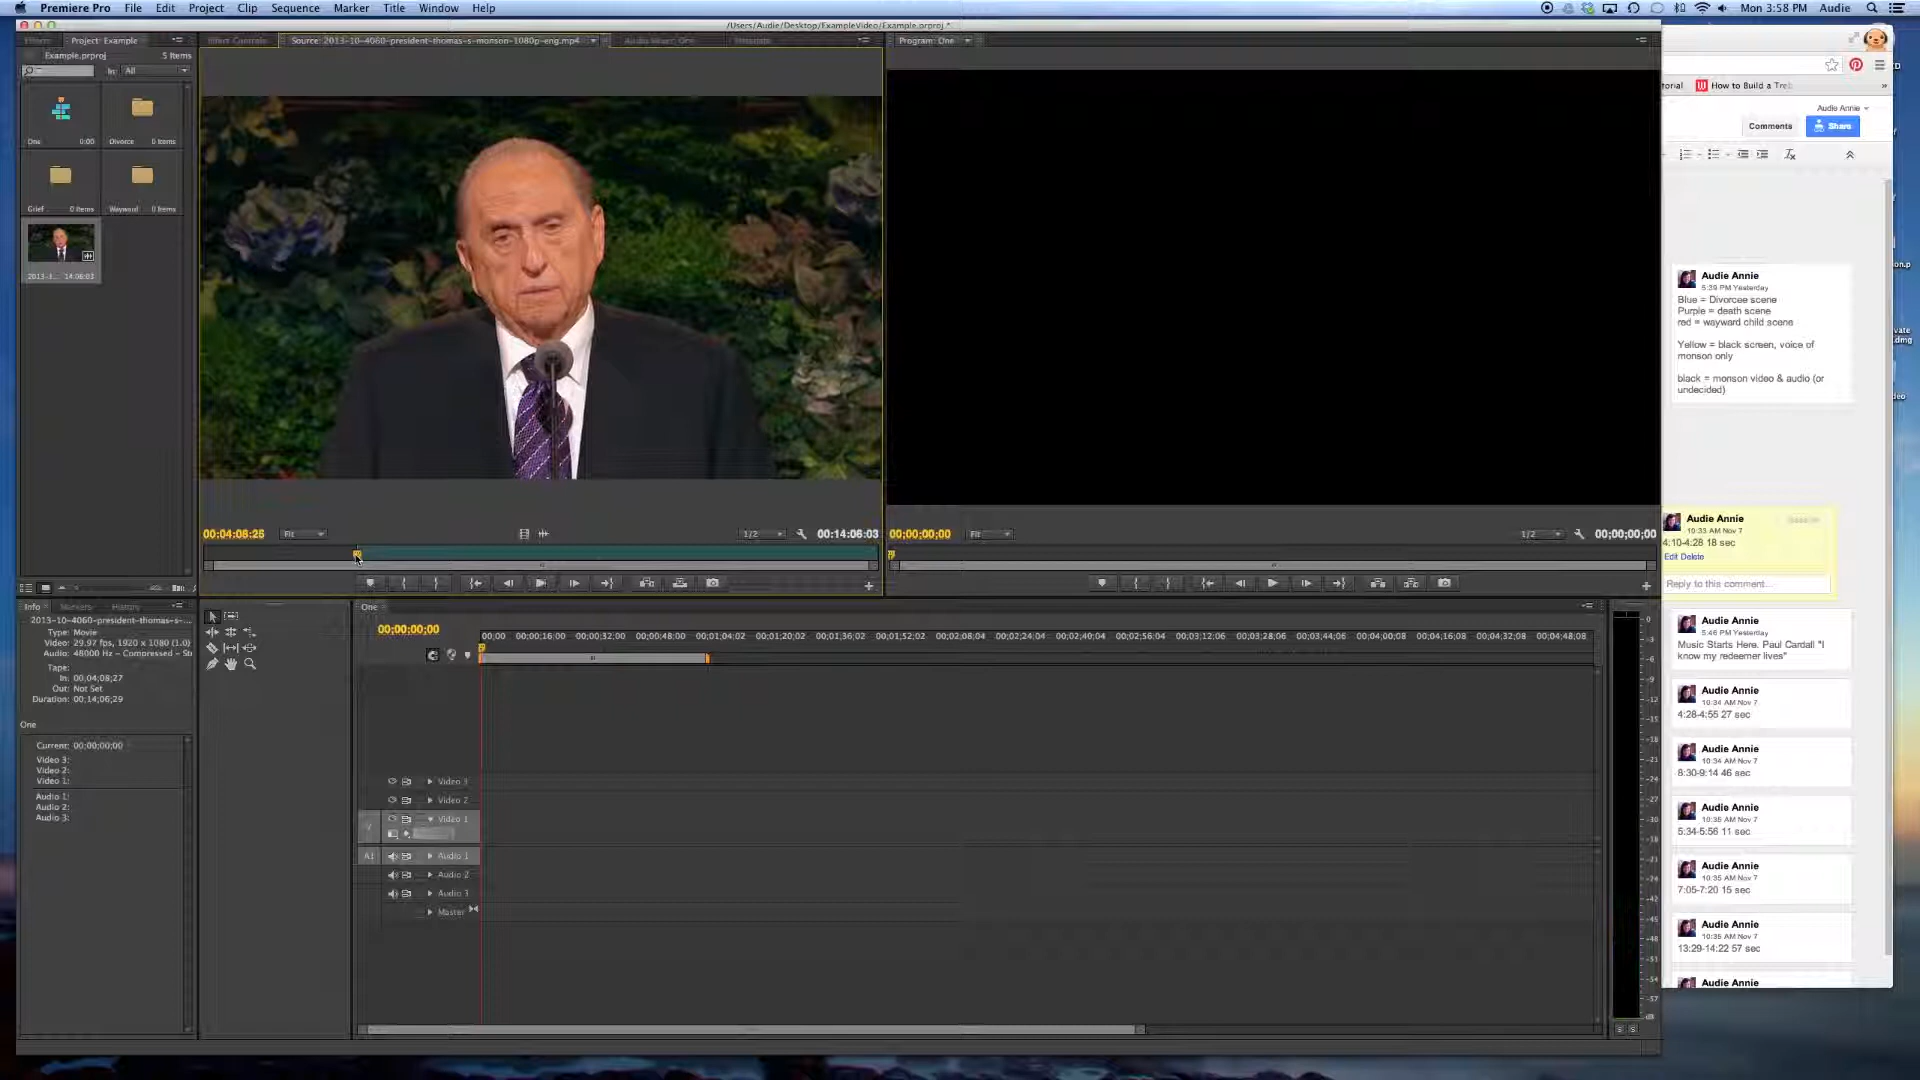 Premiere Pro File Edit Project Clip Sequence Marker Title Window Help
Mon 3:58 PM Audie
/Users/Audie/Desktop/ExampleVideo/Example.prproj *
Effects Project: Example
Effect Controls Source: 2013-10-4060-president-thomas-s-monson-1080p-eng.mp4 Audio Mixer: One Metadata
Program: One
Example.prproj 5 Items
In: All
One 0:00 Divorce 0 Items
Grief 0 Items Wayward 0 Items
2013-1... 14:06:03
00:04:08:26 Fit 1/2 00:14:06:03
00;00;00;00 Fit 1/2 00;00;00;00
Info Markers History
2013-10-4060-president-thomas-s-...
Type: Movie
Video: 29.97 fps, 1920 x 1080 (1.0)
Audio: 48000 Hz - Compressed - St
Tape:
In: 00;04;08;27
Out: Not Set
Duration: 00;14;06;29
One
Current: 00;00;00;00
Video 3:
Video 2:
Video 1:
Audio 1:
Audio 2:
Audio 3:
One
00;00;00;00
00;00 00;00;16;00 00;00;32;00 00;00;48;00 00;01;04;02 00;01;20;02 00;01;36;02 00;01;52;02 00;02;08;04 00;02;24;04 00;02;40;04 00;02;56;04 00;03;12;06 00;03;28;06 00;03;44;06 00;04;00;08 00;04;16;08 00;04;32;08 00;04;48;08
Video 3
Video 2
Video 1
A1 Audio 1
Audio 2
Audio 3
Master
torial How to Build a Treb
Audie Annie
Comments Share
Audie Annie
5:39 PM Yesterday
Blue = Divorcee scene
Purple = death scene
red = wayward child scene
Yellow = black screen, voice of
monson only
black = monson video & audio (or
undecided)
Audie Annie
10:33 AM Nov 7
4:10-4:28 18 sec
Edit Delete
Reply to this comment...
Audie Annie
5:46 PM Yesterday
Music Starts Here. Paul Cardall "I
know my redeemer lives"
Audie Annie
10:34 AM Nov 7
4:28-4:55 27 sec
Audie Annie
10:34 AM Nov 7
8:30-9:14 46 sec
Audie Annie
10:35 AM Nov 7
5:34-5:56 11 sec
Audie Annie
10:35 AM Nov 7
7:05-7:20 15 sec
Audie Annie
10:35 AM Nov 7
13:29-14:22 57 sec
Audie Annie